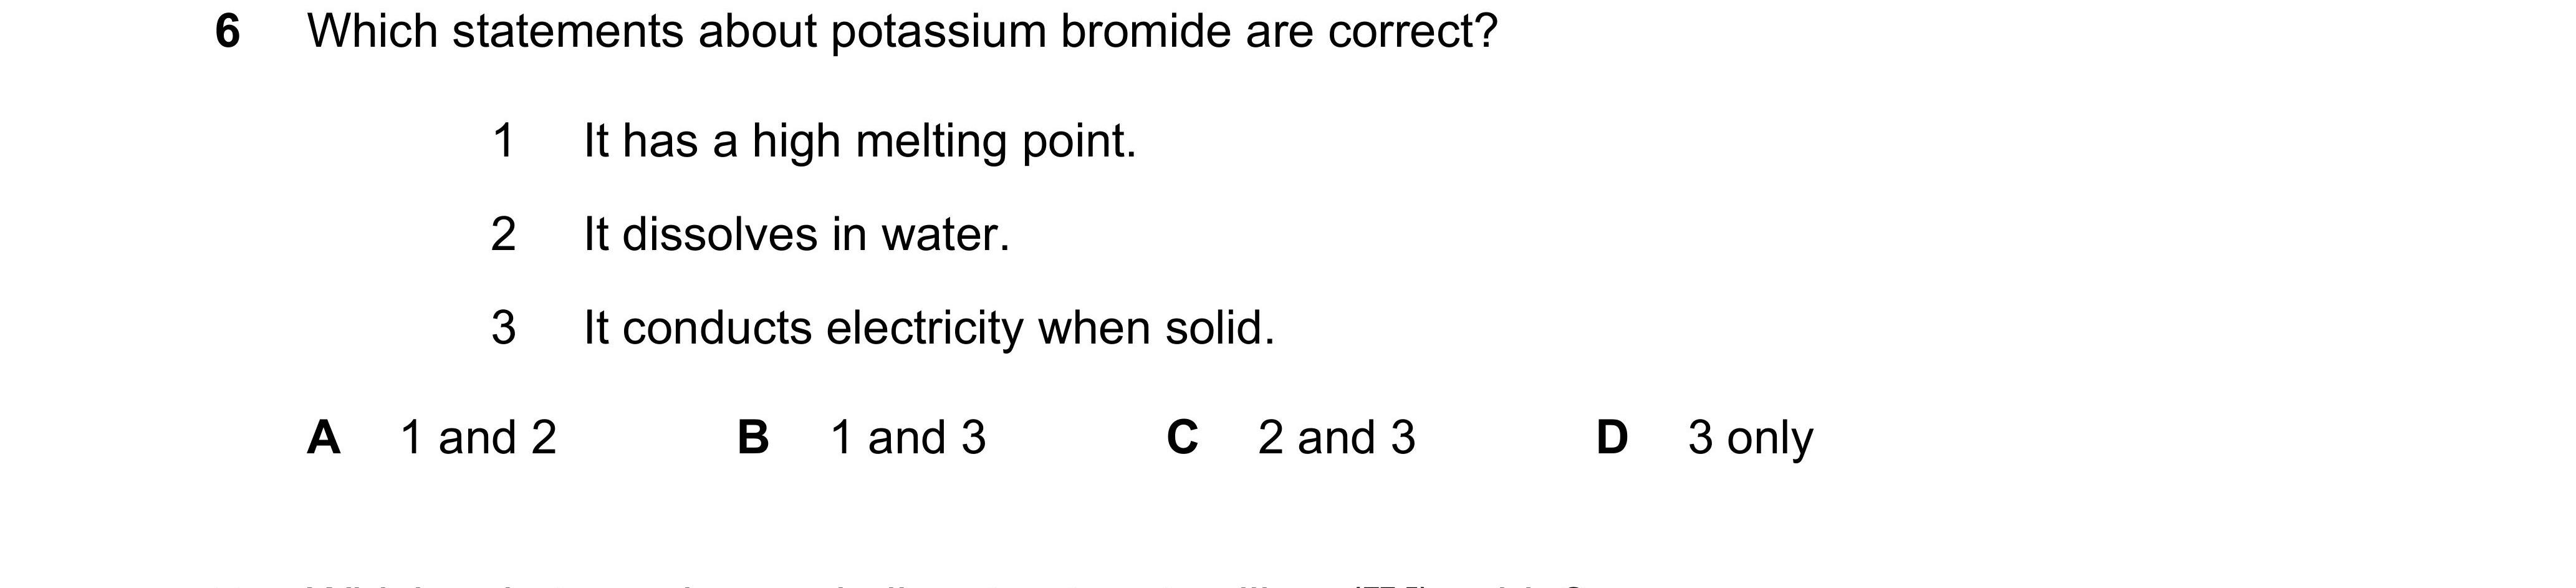 6 Which statements about potassium bromide are correct?
1 It has a high melting point.
2 It dissolves in water.
3 It conducts electricity when solid.
A 1 and 2 B 1 and 3 C 2 and 3 D 3 only